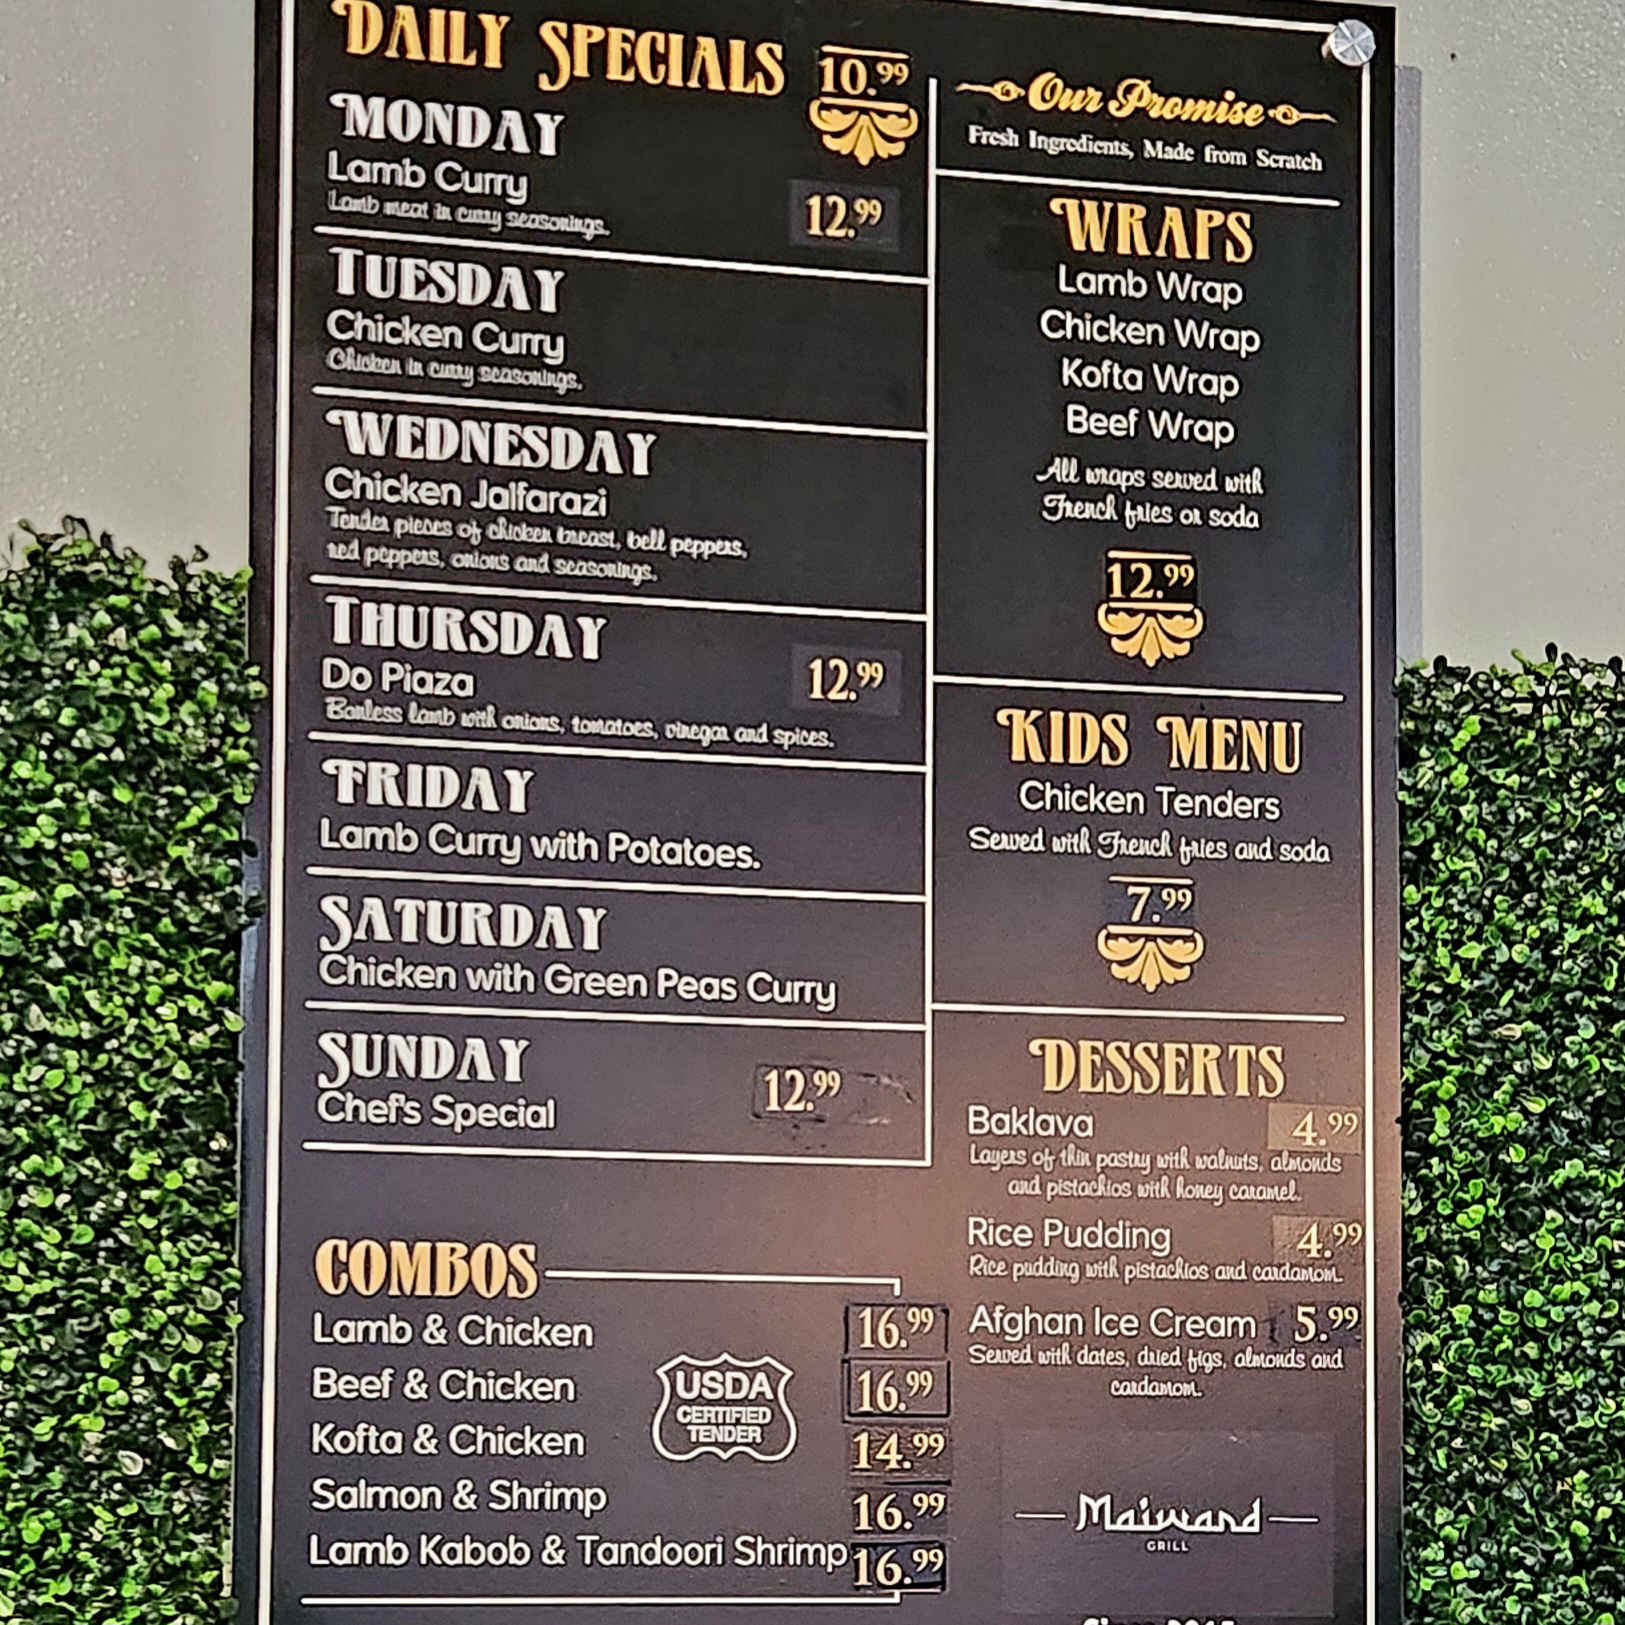 DAILY SPECIALS 10.99
MONDAY
Lamb Curry
Lamb meat in curry seasonings.
12.99
TUESDAY
Chicken Curry
Chicken in curry seasonings.
WEDNESDAY
Chicken Jalfarazi
Tender pieces of chicken breast, bell peppers,
red peppers, onions and seasonings.
THURSDAY
Do Piaza
12.99
Bonless lamb with onions, tomatoes, vinegar and spices.
FRIDAY
Lamb Curry with Potatoes.
SATURDAY
Chicken with Green Peas Curry
SUNDAY
Chef's Special
12.99
COMBOS
Lamb & Chicken 16.99
Beef & Chicken 16.99
Kofta & Chicken 14.99
Salmon & Shrimp 16.99
Lamb Kabob & Tandoori Shrimp 16.99
USDA
CERTIFIED
TENDER
Our Promise
Fresh Ingredients, Made from Scratch
WRAPS
Lamb Wrap
Chicken Wrap
Kofta Wrap
Beef Wrap
All wraps served with
French fries or soda
12.99
KIDS MENU
Chicken Tenders
Served with French fries and soda
7.99
DESSERTS
Baklava 4.99
Layers of thin pastry with walnuts, almonds
and pistachios with honey caramel.
Rice Pudding 4.99
Rice pudding with pistachios and cardamom.
Afghan Ice Cream 5.99
Served with dates, dried figs, almonds and
cardamom.
Maiwand
GRILL